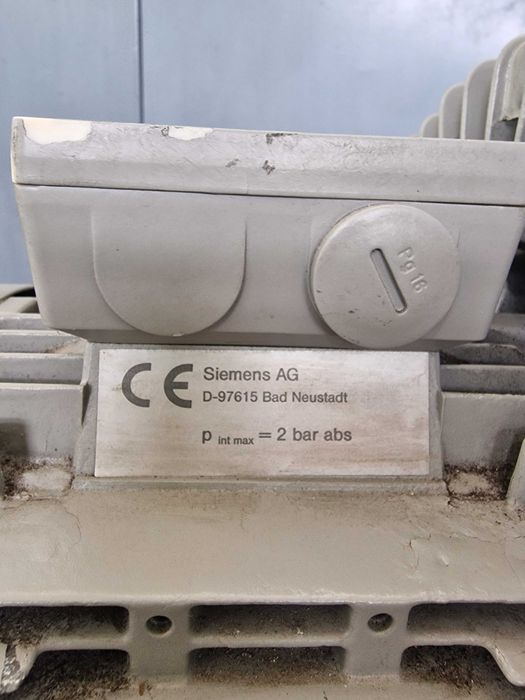 Pg 16
CE Siemens AG
D-97615 Bad Neustadt
p int max = 2 bar abs